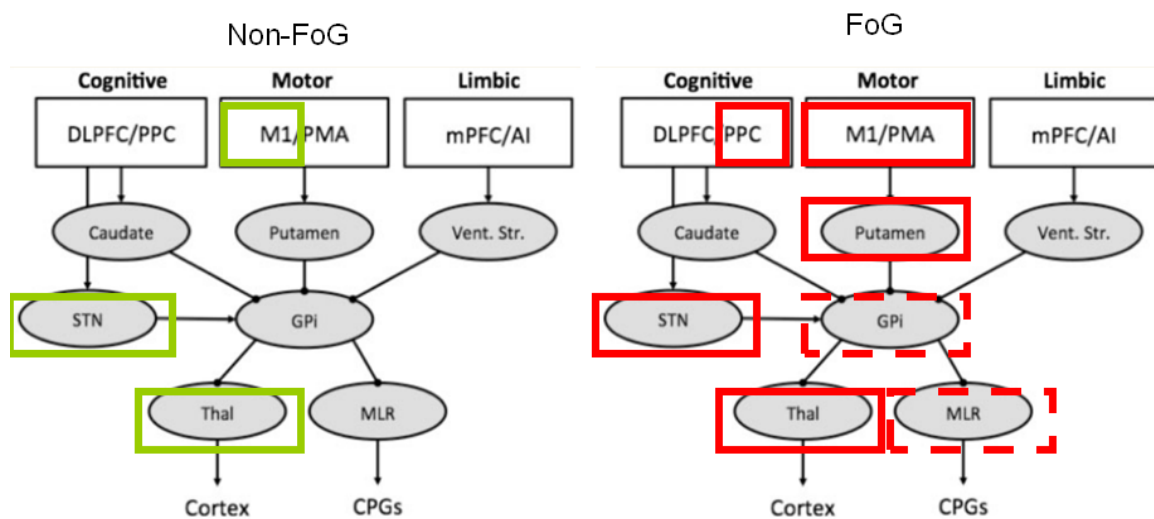 Non-FoG
Cognitive Motor Limbic
DLPFC/PPC M1/PMA mPFC/AI
Caudate Putamen Vent. Str.
STN GPi
Thal MLR
Cortex CPGs
FoG
Cognitive Motor Limbic
DLPFC/PPC M1/PMA mPFC/AI
Caudate Putamen Vent. Str.
STN GPi
Thal MLR
Cortex CPGs